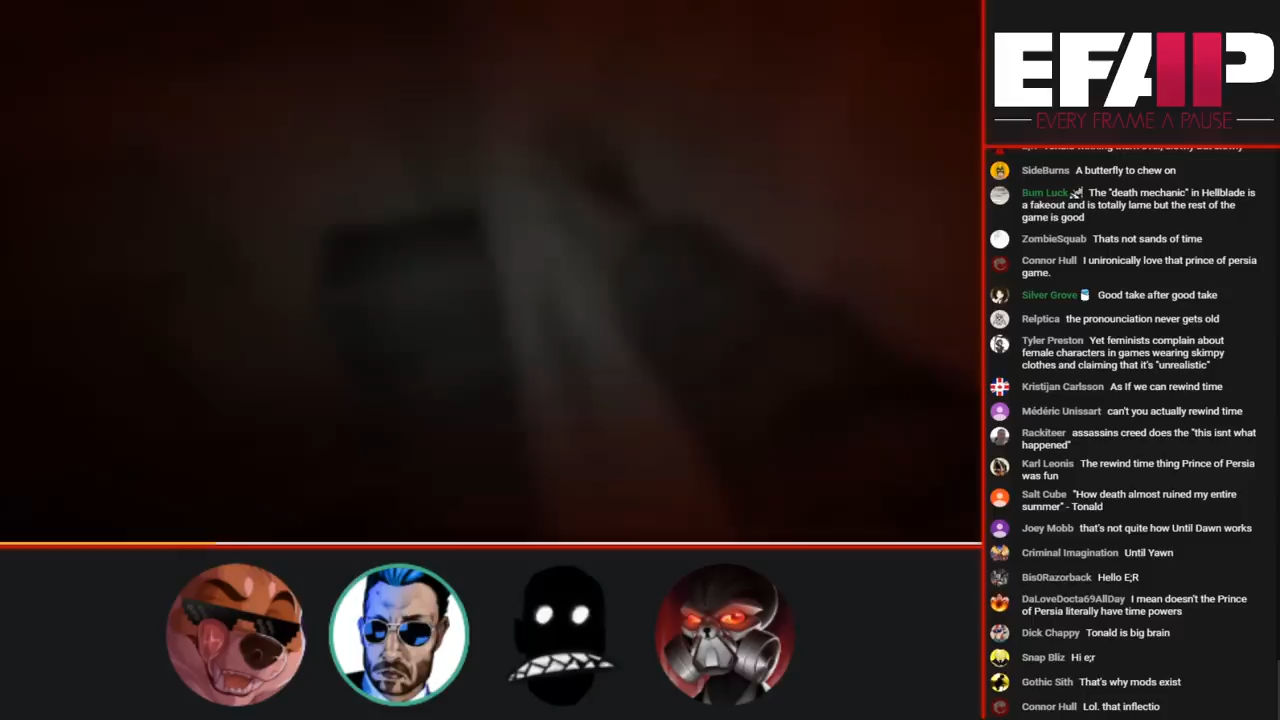 EFAP
EVERY FRAME A PAUSE
SideBurns A butterfly to chew on
Bum Luck The "death mechanic" in Hellblade is
a fakeout and is totally lame but the rest of the
game is good
ZombieSquab Thats not sands of time
Connor Hull I unironically love that prince of persia
game.
Silver Grove Good take after good take
Relptica the pronounciation never gets old
Tyler Preston Yet feminists complain about
female characters in games wearing skimpy
clothes and claiming that it's "unrealistic"
Kristijan Carlsson As If we can rewind time
Médéric Unissart can't you actually rewind time
Rackiteer assassins creed does the "this isnt what
happened"
Karl Leonis The rewind time thing Prince of Persia
was fun
Salt Cube "How death almost ruined my entire
summer" - Tonald
Joey Mobb that's not quite how Until Dawn works
Criminal Imagination Until Yawn
Bis0Razorback Hello E;R
DaLoveDocta69AllDay I mean doesn't the Prince
of Persia literally have time powers
Dick Chappy Tonald is big brain
Snap Bliz Hi e;r
Gothic Sith That's why mods exist
Connor Hull Lol. that inflectio